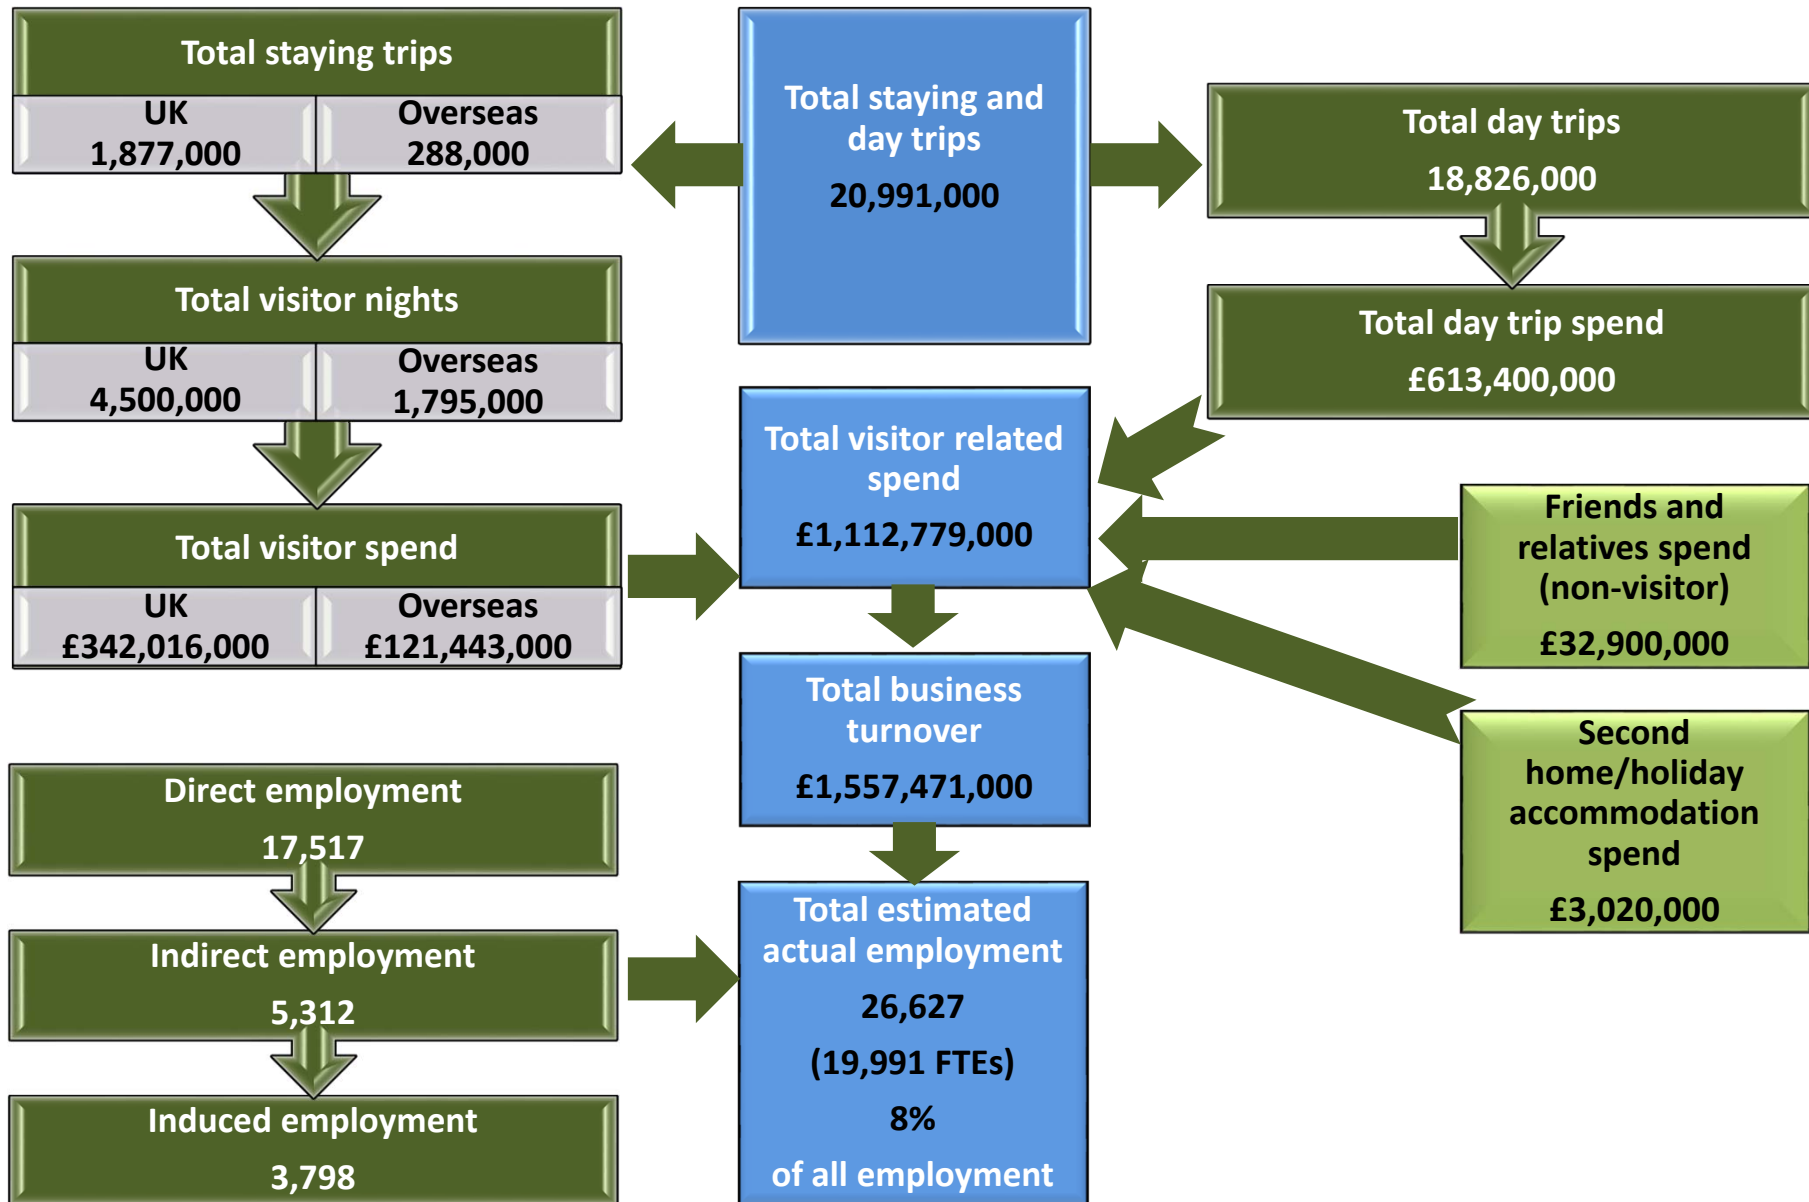 Total staying trips
UK
1,877,000
Overseas
288,000
Total visitor nights
UK
4,500,000
Overseas
1,795,000
Total visitor spend
UK
£342,016,000
Overseas
£121,443,000
Direct employment
17,517
Indirect employment
5,312
Induced employment
3,798
Total staying and
day trips
20,991,000
Total visitor related
spend
£1,112,779,000
Total business
turnover
£1,557,471,000
Total estimated
actual employment
26,627
(19,991 FTEs)
8%
of all employment
Total day trips
18,826,000
Total day trip spend
£613,400,000
Friends and
relatives spend
(non-visitor)
£32,900,000
Second
home/holiday
accommodation
spend
£3,020,000